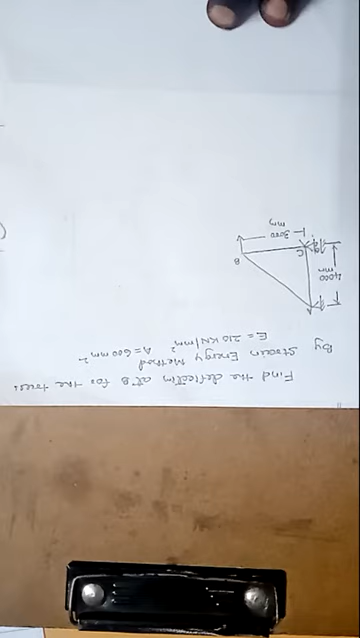 Find the deflection at B for the truss.
By Strain Energy Method
E = 210 KN/mm² A = 600 mm²
4000
mm
C
B
3000
mm